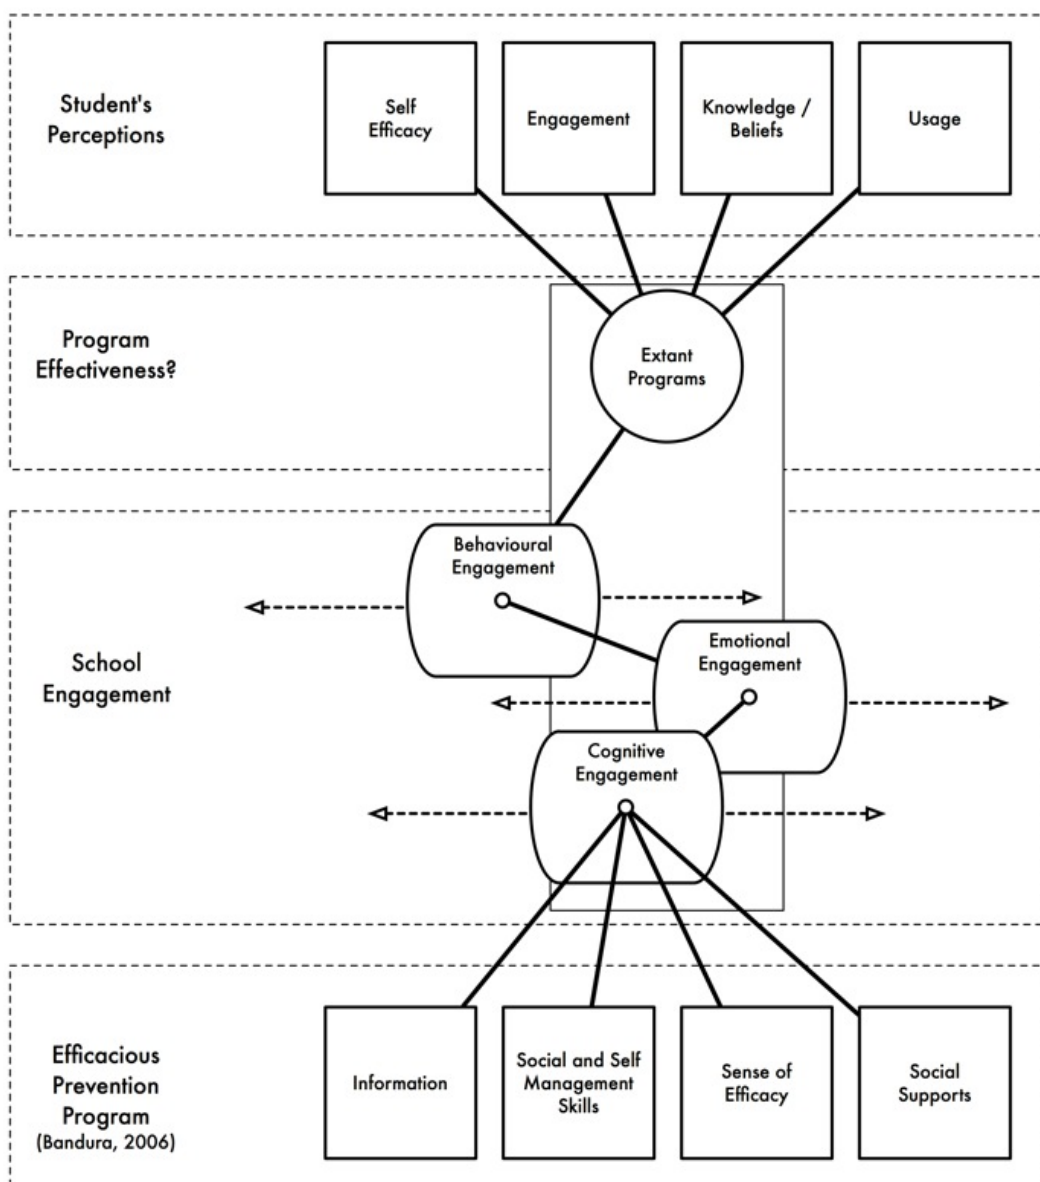 Student's
Perceptions
Self
Efficacy
Engagement
Knowledge /
Beliefs
Usage
Program
Effectiveness?
Extant
Programs
School
Engagement
Behavioural
Engagement
Emotional
Engagement
Cognitive
Engagement
Efficacious
Prevention
Program
(Bandura, 2006)
Information
Social and Self
Management
Skills
Sense of
Efficacy
Social
Supports